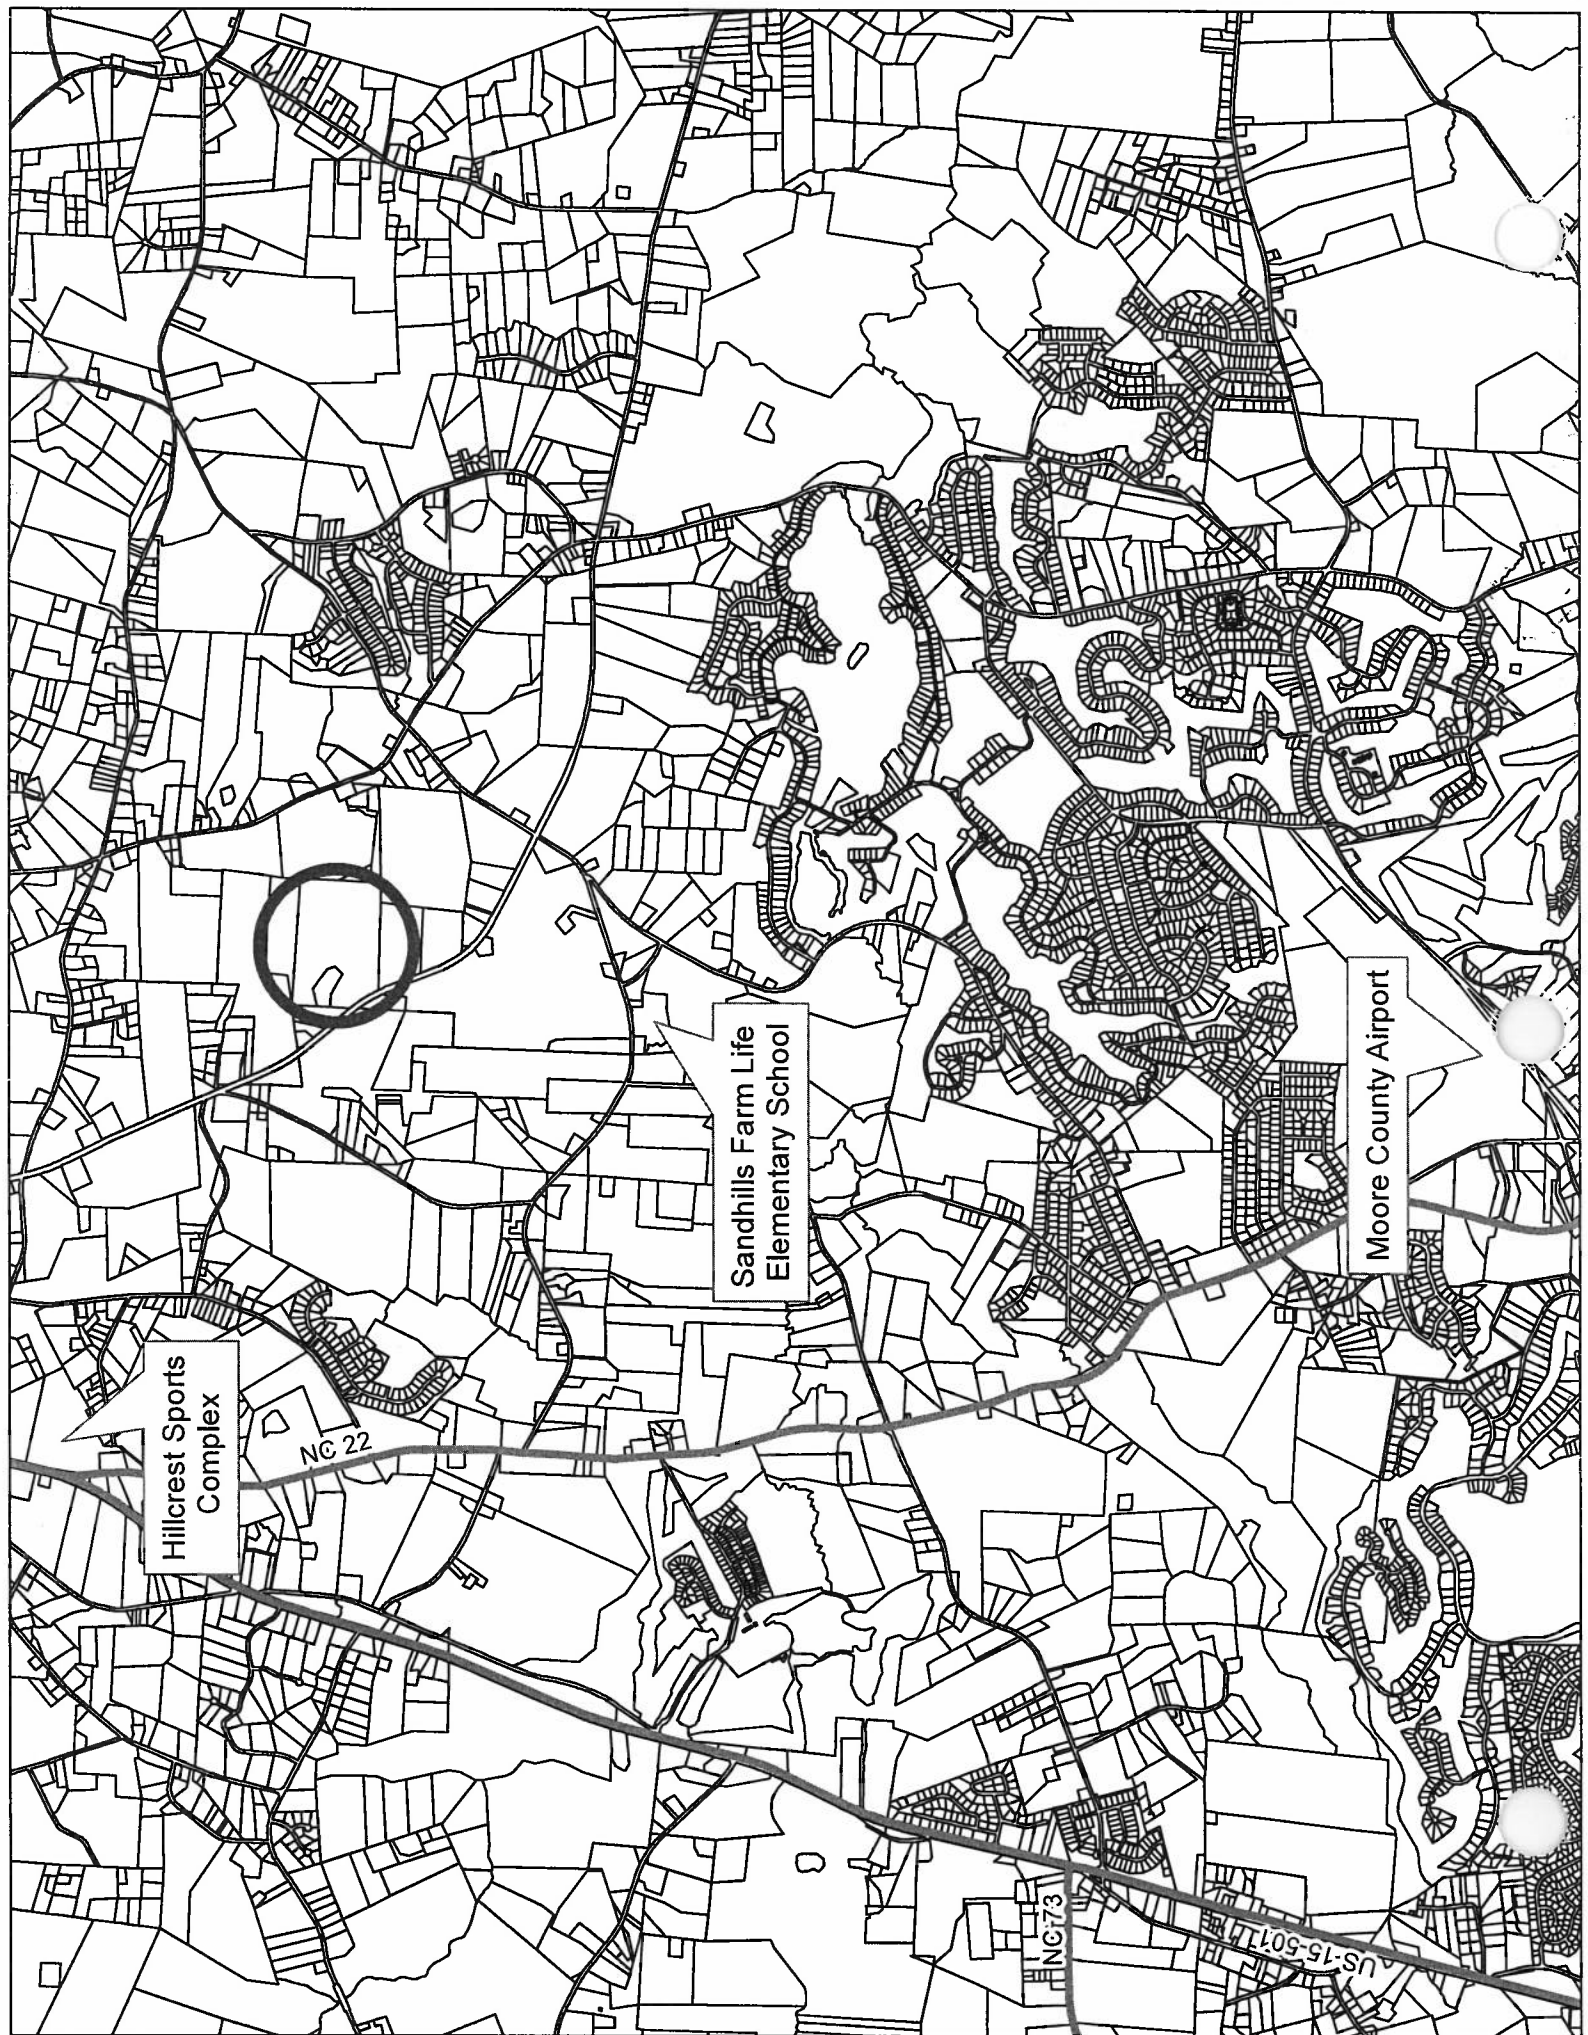 Hillcrest Sports
Complex
NC 22
Sandhills Farm Life
Elementary School
Moore County Airport
NC 73
US-15-501